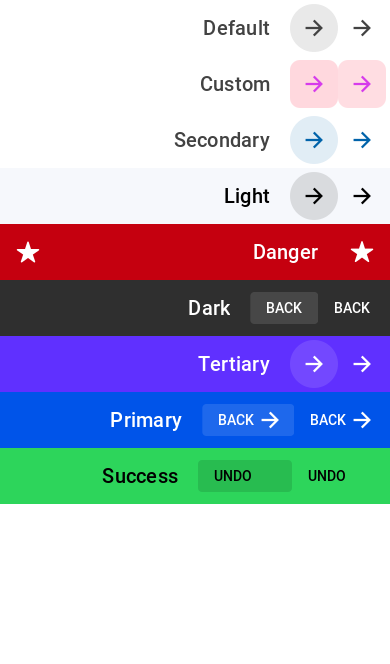 Default
Custom
Secondary
Light
Danger
Dark BACK BACK
Tertiary
Primary BACK BACK
Success UNDO UNDO